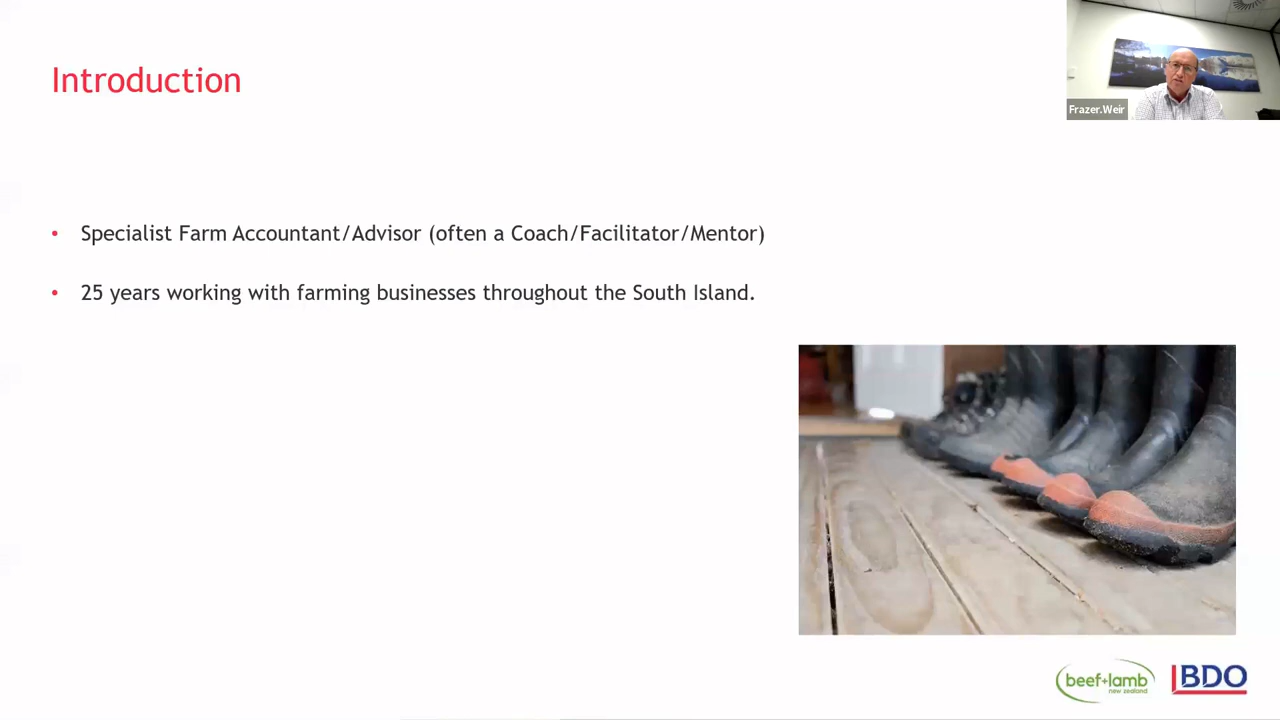 Introduction
Frazer.Weir
• Specialist Farm Accountant/Advisor (often a Coach/Facilitator/Mentor)
• 25 years working with farming businesses throughout the South Island.
beef+lamb
new zealand
BDO